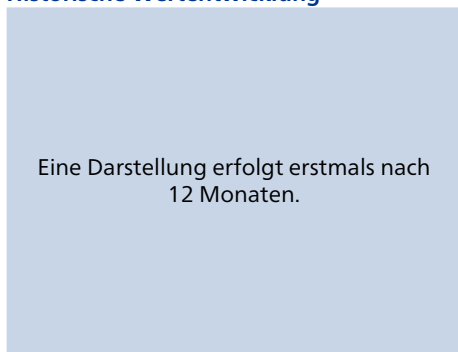 Historische Wertentwicklung
Eine Darstellung erfolgt erstmals nach
12 Monaten.